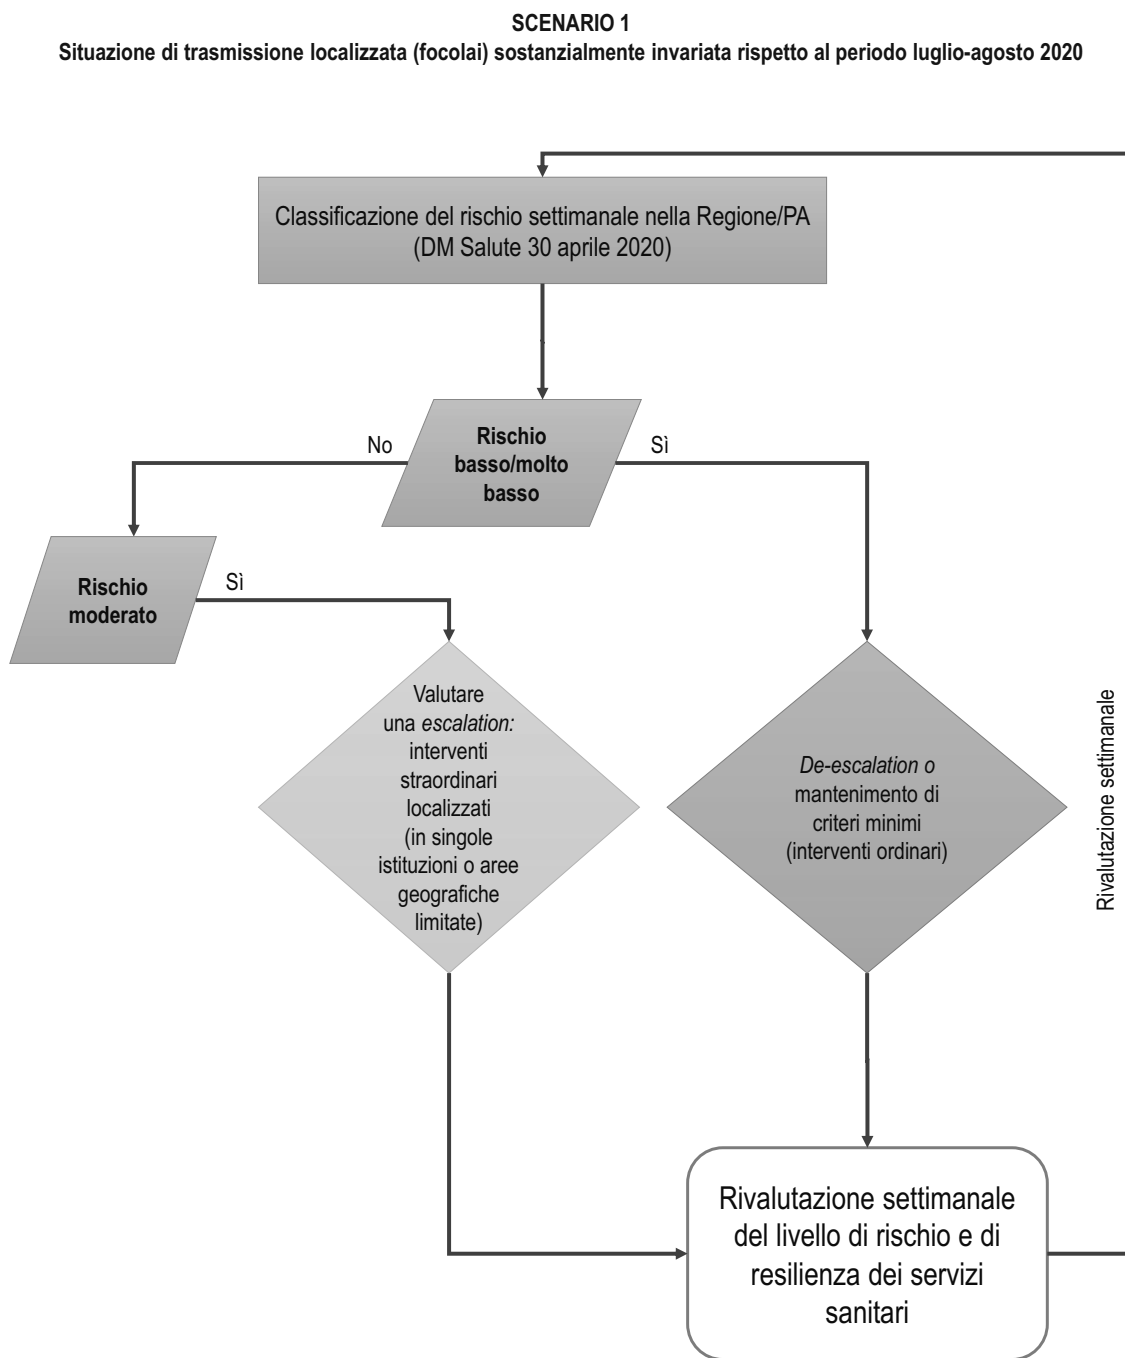 SCENARIO 1
Situazione di trasmissione localizzata (focolai) sostanzialmente invariata rispetto al periodo luglio-agosto 2020
Classificazione del rischio settimanale nella Regione/PA
(DM Salute 30 aprile 2020)
No
Rischio
basso/molto
basso
Sì
Rischio
moderato
Sì
Valutare
una escalation:
interventi
straordinari
localizzati
(in singole
istituzioni o aree
geografiche
limitate)
De-escalation o
mantenimento di
criteri minimi
(interventi ordinari)
Rivalutazione settimanale
Rivalutazione settimanale
del livello di rischio e di
resilienza dei servizi
sanitari